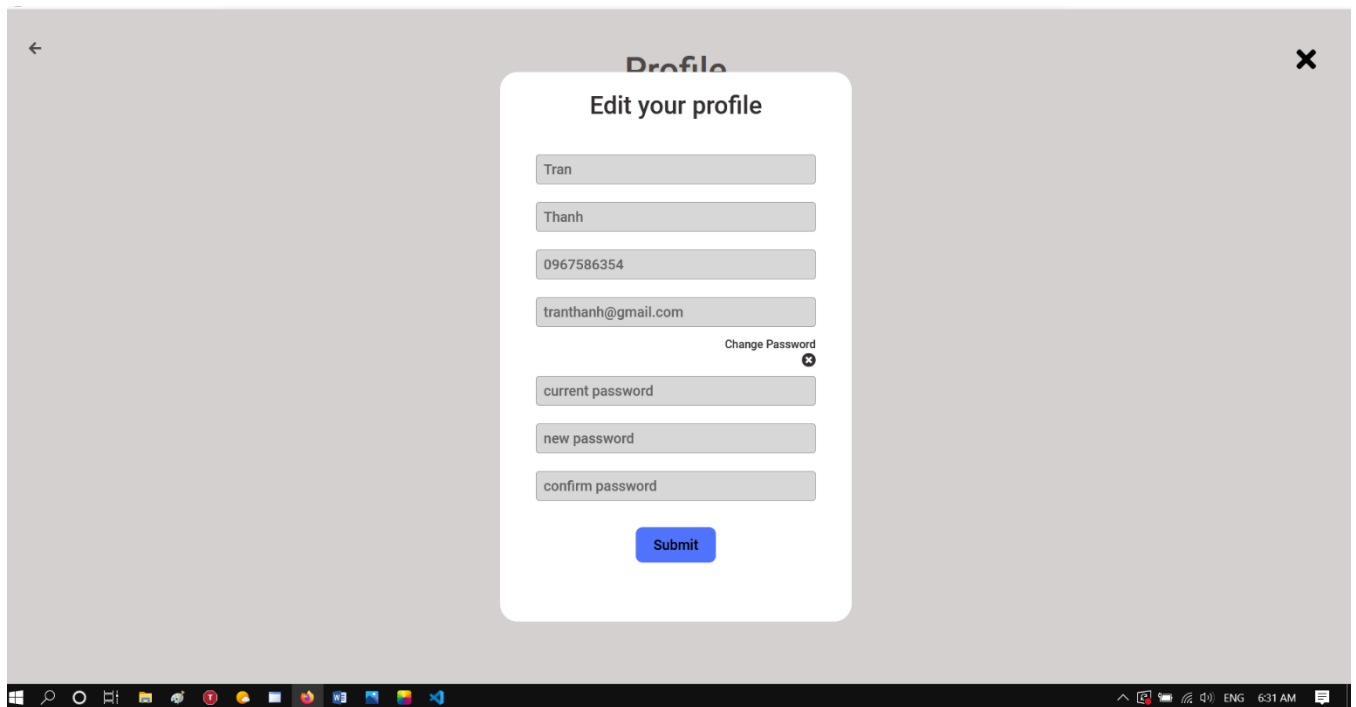 Profile
Edit your profile
Tran
Thanh
0967586354
tranthanh@gmail.com
Change Password
current password
new password
confirm password
Submit
ENG 6:31 AM